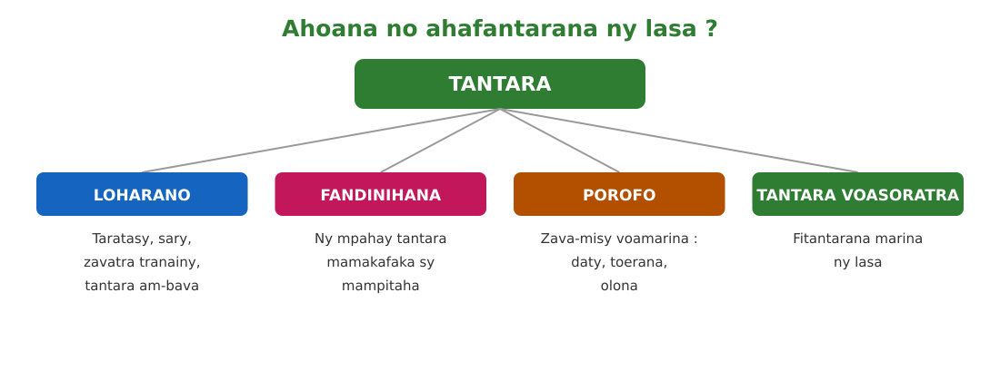 Ahoana no ahafantarana ny lasa ?
TANTARA
LOHARANO
Taratasy, sary,
zavatra tranainy,
tantara am-bava
FANDINIHANA
Ny mpahay tantara
mamakafaka sy
mampitaha
POROFO
Zava-misy voamarina :
daty, toerana,
olona
TANTARA VOASORATRA
Fitantarana marina
ny lasa